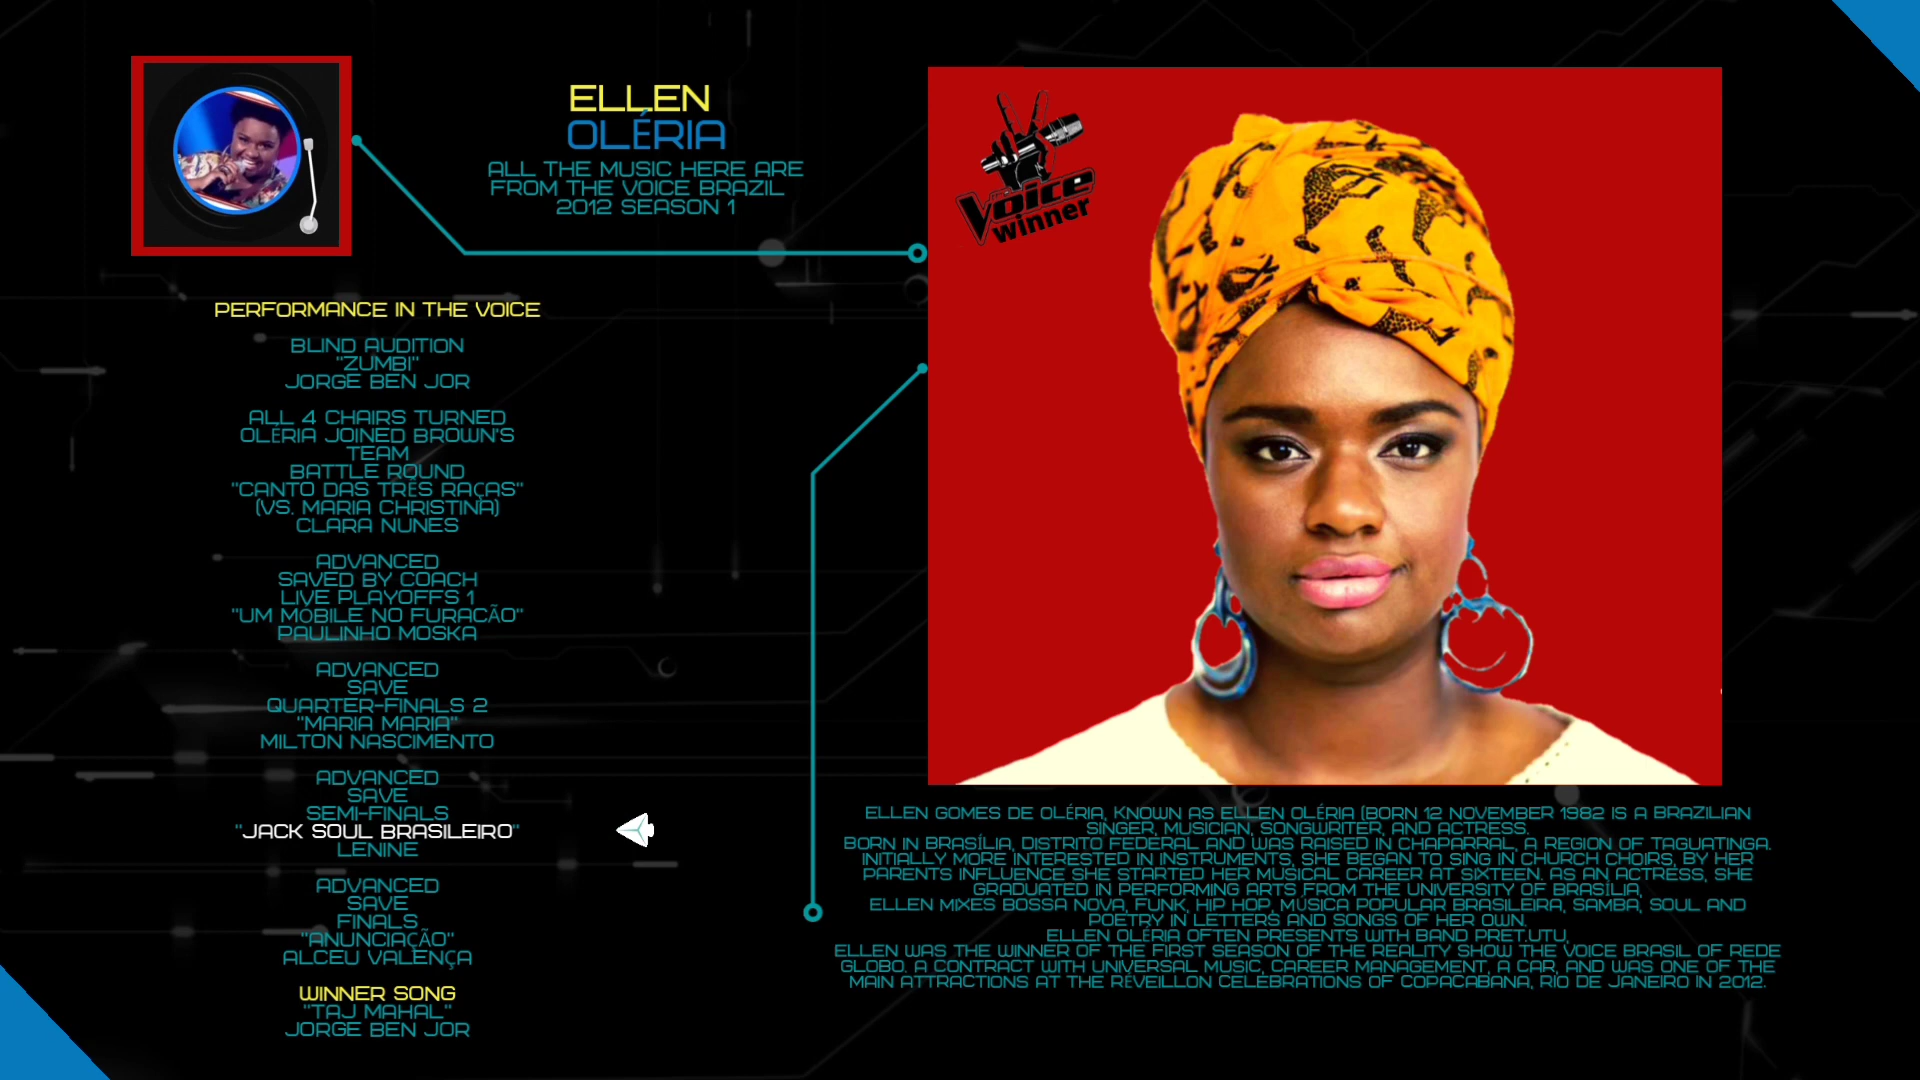 ELLEN
OLÉRIA
ALL THE MUSIC HERE ARE
FROM THE VOICE BRAZIL
2012 SEASON 1
PERFORMANCE IN THE VOICE
BLIND AUDITION
"ZUMBI"
JORGE BEN JOR
ALL 4 CHAIRS TURNED
OLÉRIA JOINED BROWN'S
TEAM
BATTLE ROUND
"CANTO DAS TRÊS RAÇAS"
(VS. MARIA CHRISTINA)
CLARA NUNES
ADVANCED
SAVED BY COACH
LIVE PLAYOFFS 1
"UM MÓBILE NO FURACÃO"
PAULINHO MOSKA
ADVANCED
SAVE
QUARTER-FINALS 2
"MARIA MARIA"
MILTON NASCIMENTO
ADVANCED
SAVE
SEMI-FINALS
"JACK SOUL BRASILEIRO"
LENINE
ADVANCED
SAVE
FINALS
"ANUNCIAÇÃO"
ALCEU VALENÇA
WINNER SONG
"TAJ MAHAL"
JORGE BEN JOR
Voice
winner
ELLEN GOMES DE OLÉRIA, KNOWN AS ELLEN OLÉRIA (BORN 12 NOVEMBER 1982 IS A BRAZILIAN
SINGER, MUSICIAN, SONGWRITER, AND ACTRESS.
BORN IN BRASÍLIA, DISTRITO FEDERAL AND WAS RAISED IN CHAPARRAL, A REGION OF TAGUATINGA.
INITIALLY MORE INTERESTED IN INSTRUMENTS, SHE BEGAN TO SING IN CHURCH CHOIRS, BY HER
PARENTS INFLUENCE SHE STARTED HER MUSICAL CAREER AT SIXTEEN. AS AN ACTRESS, SHE
GRADUATED IN PERFORMING ARTS FROM THE UNIVERSITY OF BRASÍLIA,
ELLEN MIXES BOSSA NOVA, FUNK, HIP HOP, MÚSICA POPULAR BRASILEIRA, SAMBA, SOUL AND
POETRY IN LETTERS AND SONGS OF HER OWN.
ELLEN OLÉRIA OFTEN PRESENTS WITH BAND PRET.UTU,
ELLEN WAS THE WINNER OF THE FIRST SEASON OF THE REALITY SHOW THE VOICE BRASIL OF REDE
GLOBO. A CONTRACT WITH UNIVERSAL MUSIC, CAREER MANAGEMENT, A CAR, AND WAS ONE OF THE
MAIN ATTRACTIONS AT THE RÉVEILLON CELEBRATIONS OF COPACABANA, RIO DE JANEIRO IN 2012.